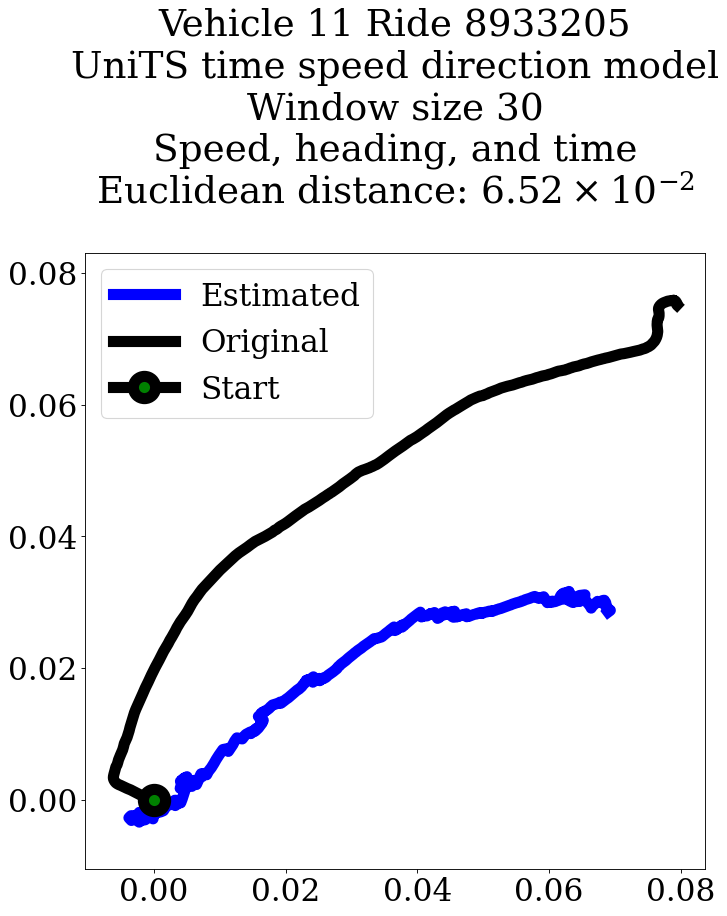 Vehicle 11 Ride 8933205
UniTS time speed direction model
Window size 30
Speed, heading, and time
Euclidean distance: 6.52 × 10⁻²
Estimated
Original
Start
0.08
0.06
0.04
0.02
0.00
0.00 0.02 0.04 0.06 0.08